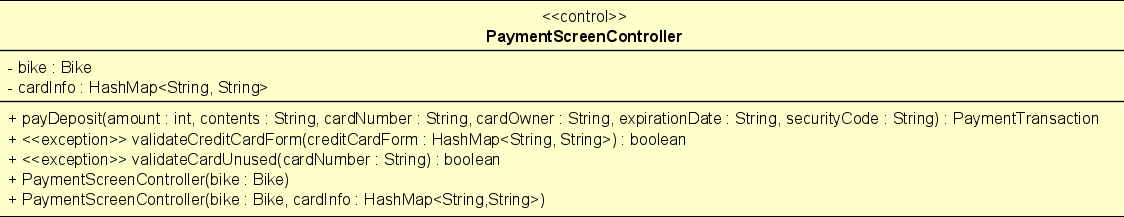 <<control>>
PaymentScreenController
- bike : Bike
- cardInfo : HashMap<String, String>
+ payDeposit(amount : int, contents : String, cardNumber : String, cardOwner : String, expirationDate : String, securityCode : String) : PaymentTransaction
+ <<exception>> validateCreditCardForm(creditCardForm : HashMap<String, String>) : boolean
+ <<exception>> validateCardUnused(cardNumber : String) : boolean
+ PaymentScreenController(bike : Bike)
+ PaymentScreenController(bike : Bike, cardInfo : HashMap<String,String>)